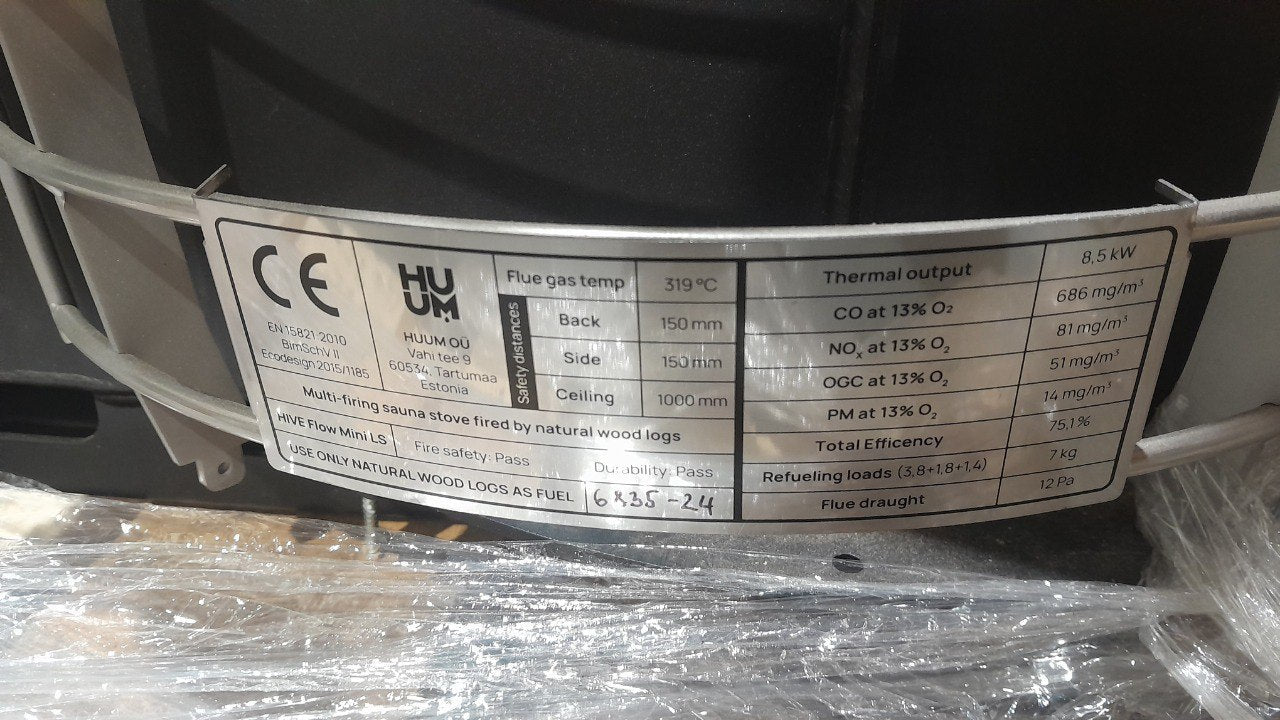 CE
EN 15821:2010
BimSchV II
Ecodesign 2015/1185
HUUM
HUUM OÜ
Vahi tee 9
60534, Tartumaa
Estonia
Flue gas temp 319 °C
Safety distances
Back 150 mm
Side 150 mm
Ceiling 1000 mm
Multi-firing sauna stove fired by natural wood logs
HIVE Flow Mini LS Fire safety: Pass Durability: Pass
USE ONLY NATURAL WOOD LOGS AS FUEL 6835-24
Thermal output 8,5 kW
CO at 13% O₂ 686 mg/m³
NOₓ at 13% O₂ 81 mg/m³
OGC at 13% O₂ 51 mg/m³
PM at 13% O₂ 14 mg/m³
Total Efficency 75,1%
Refueling loads (3,8+1,8+1,4) 7 kg
Flue draught 12 Pa